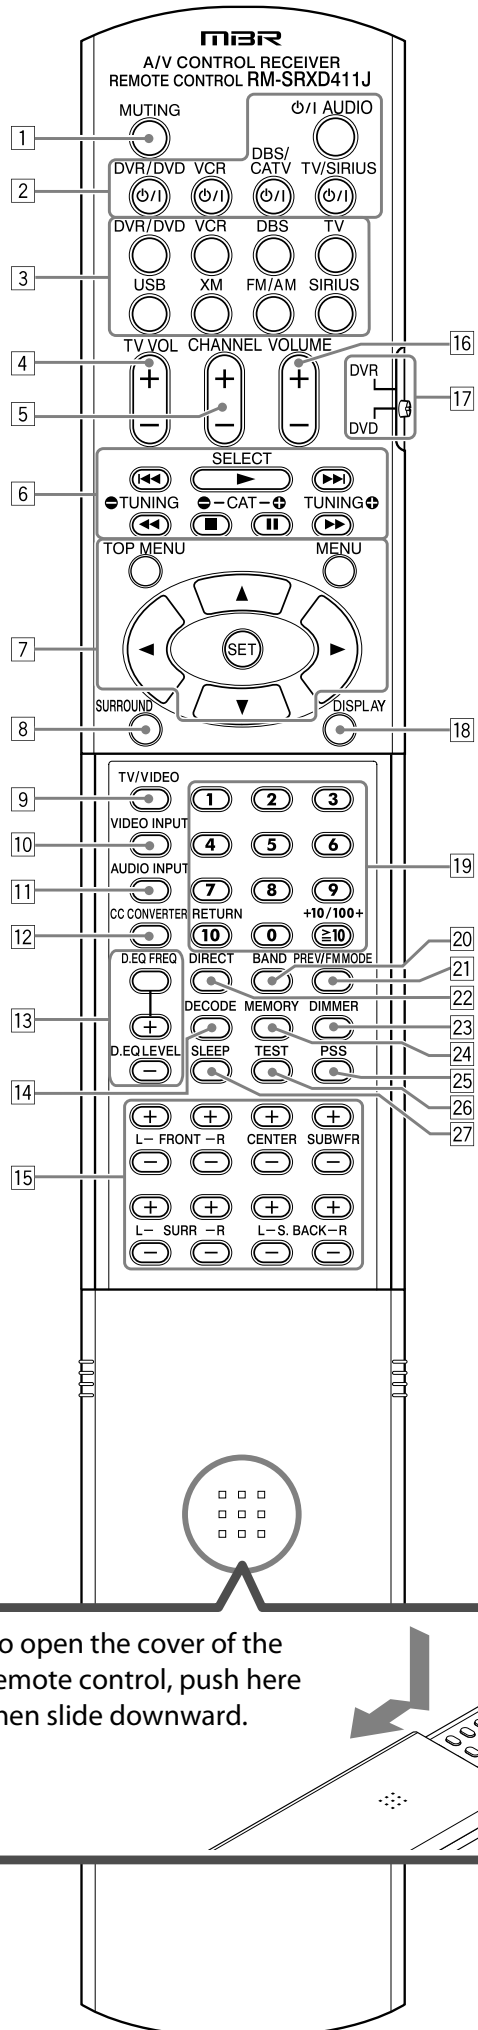 MBR
A/V CONTROL RECEIVER
REMOTE CONTROL RM-SRXD411J
MUTING
⏻/I AUDIO
1
DVR/DVD VCR DBS/CATV TV/SIRIUS
2
⏻/I ⏻/I ⏻/I ⏻/I
DVR/DVD VCR DBS TV
3
USB XM FM/AM SIRIUS
TV VOL CHANNEL VOLUME
4
16
+ + +
DVR
17
5
− − −
DVD
SELECT
6
TUNING − CAT + TUNING
TOP MENU MENU
7
SET
SURROUND DISPLAY
8
18
TV/VIDEO
9
1 2 3
VIDEO INPUT
10
4 5 6
19
AUDIO INPUT
11
7 8 9
CC CONVERTER RETURN +10/100+
12
10 0 ≧10
20
D.EQ FREQ DIRECT BAND PREV/FM MODE
21
22
13
+
DECODE MEMORY DIMMER
23
24
D.EQ LEVEL SLEEP TEST PSS
−
14
25
26
27
+ + + +
L− FRONT −R CENTER SUBWFR
15
− − − −
+ + + +
L− SURR −R L−S. BACK−R
− − − −
o open the cover of the
emote control, push here
hen slide downward.